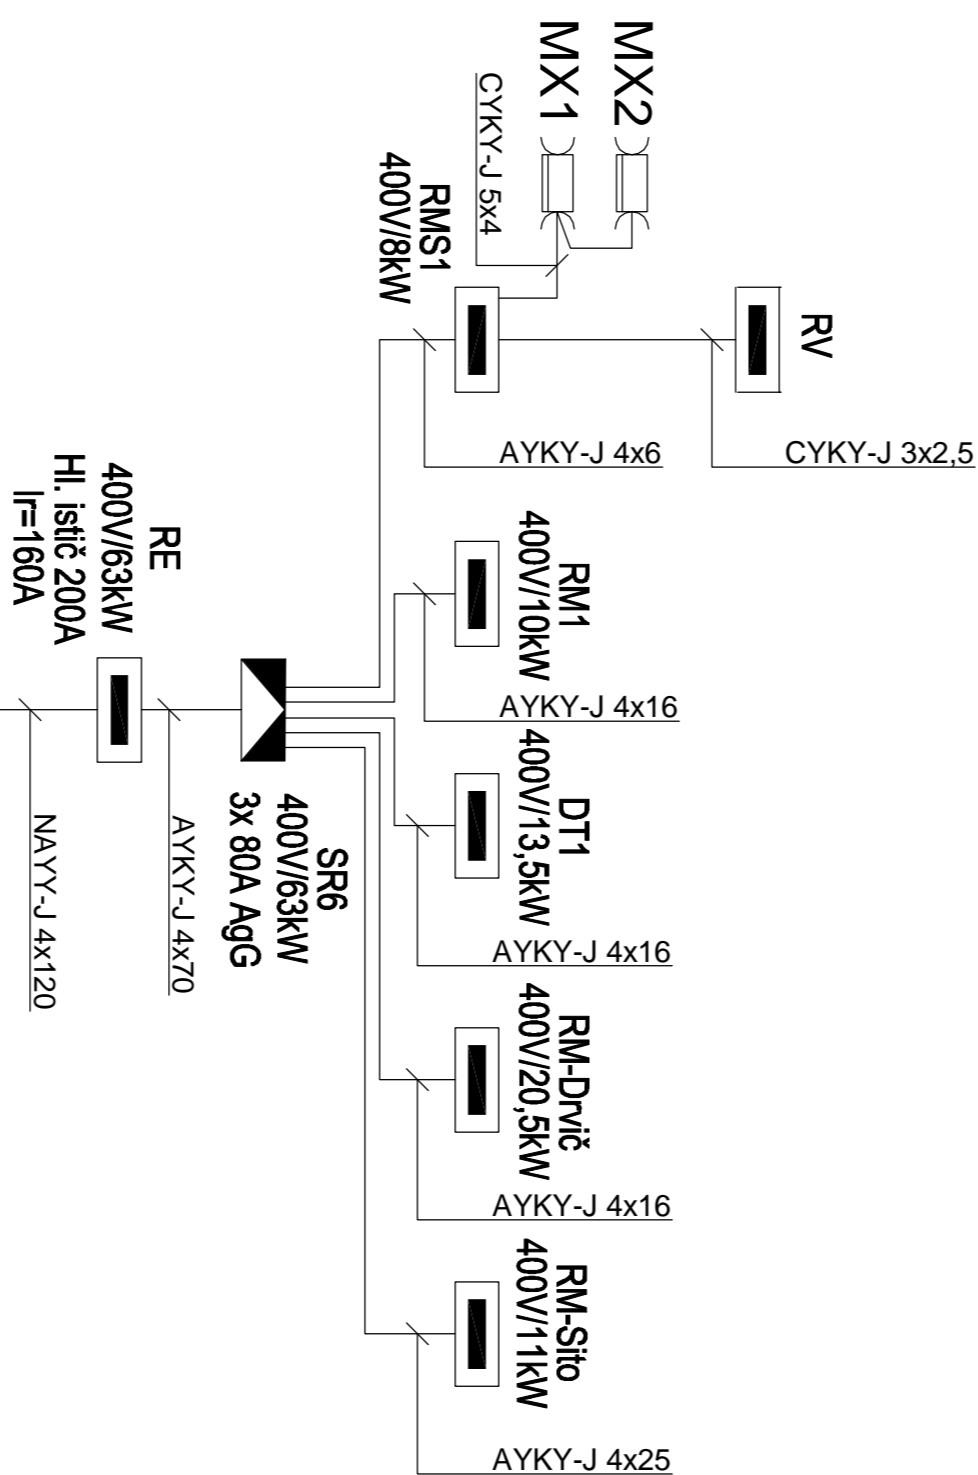 MX2
MX1
CYKY-J 5x4
RMS1
400V/8kW
RV
CYKY-J 3x2,5
AYKY-J 4x6
RM1
400V/10kW
AYKY-J 4x16
DT1
400V/13,5kW
AYKY-J 4x16
RM-Drvič
400V/20,5kW
AYKY-J 4x16
RM-Sito
400V/11kW
AYKY-J 4x25
SR6
400V/63kW
3x 80A AgG
AYKY-J 4x70
RE
400V/63kW
Hl. istič 200A
Ir=160A
NAYY-J 4x120